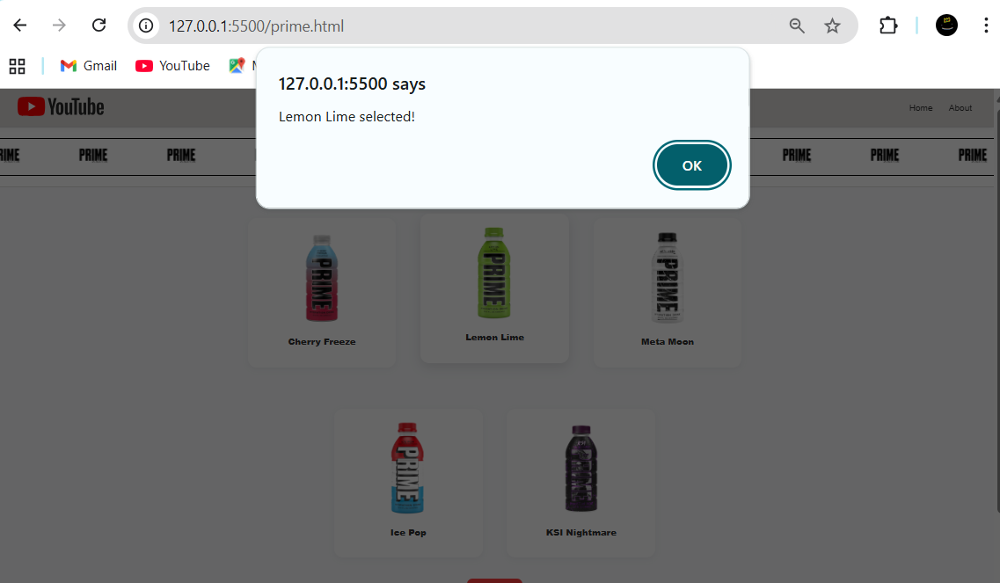 127.0.0.1:5500/prime.html
Gmail YouTube
127.0.0.1:5500 says
Lemon Lime selected!
OK
YouTube Home About
PRIME PRIME PRIME PRIME PRIME
PRIME PRIME PRIME
Cherry Freeze Lemon Lime Meta Moon
PRIME PRIME
Ice Pop KSI Nightmare